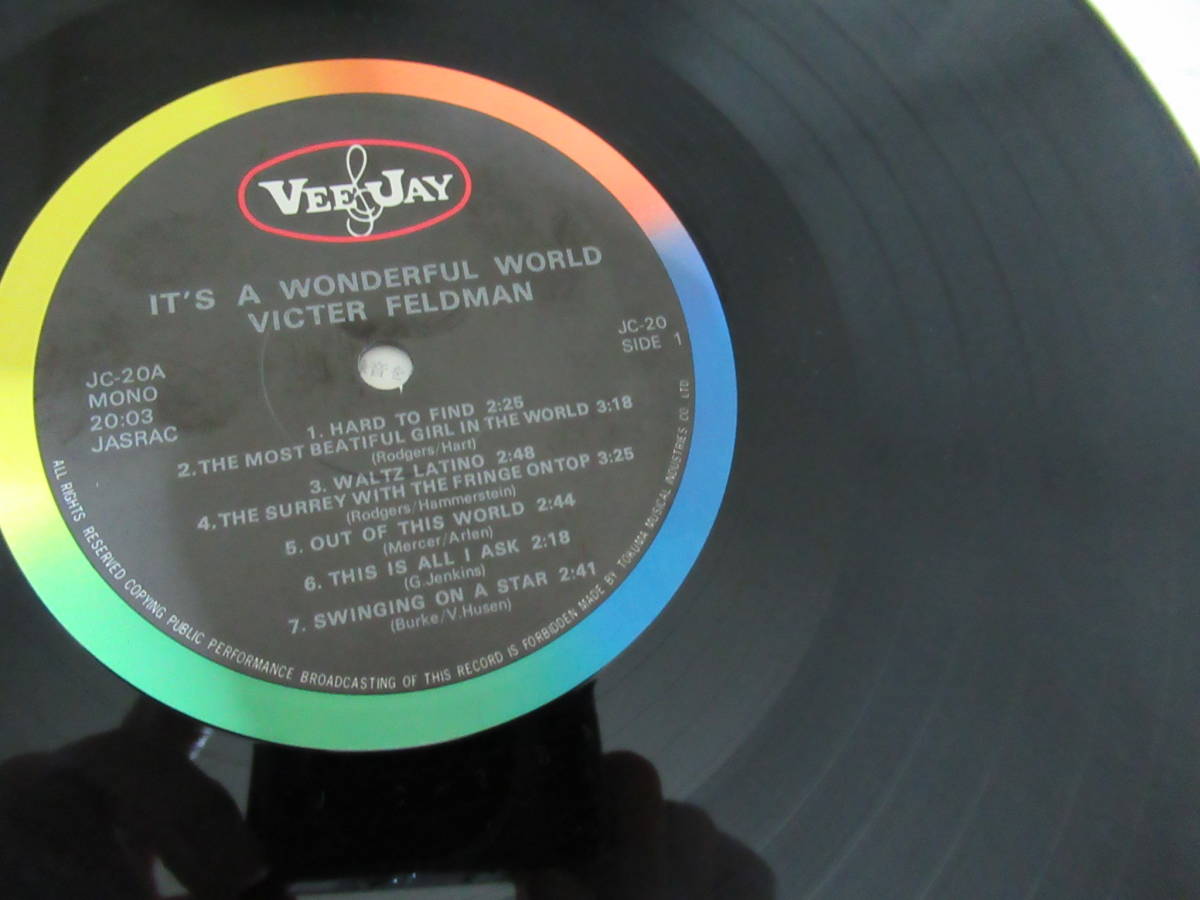 VEE JAY
IT'S A WONDERFUL WORLD
VICTER FELDMAN
JC-20A
MONO
20:03
JASRAC
JC-20
SIDE 1
音
1. HARD TO FIND 2:25
2. THE MOST BEATIFUL GIRL IN THE WORLD 3:18
(Rodgers/Hart)
3. WALTZ LATINO 2:48
4. THE SURREY WITH THE FRINGE ONTOP 3:25
(Rodgers/Hammerstein)
5. OUT OF THIS WORLD 2:44
(Mercer/Arlen)
6. THIS IS ALL I ASK 2:18
(G.Jenkins)
7. SWINGING ON A STAR 2:41
(Burke/V.Husen)
ALL RIGHTS RESERVED COPYING PUBLIC PERFORMANCE BROADCASTING OF THIS RECORD IS FORBIDDEN MADE BY TOKUMA MUSICAL INDUSTRIES CO LTD